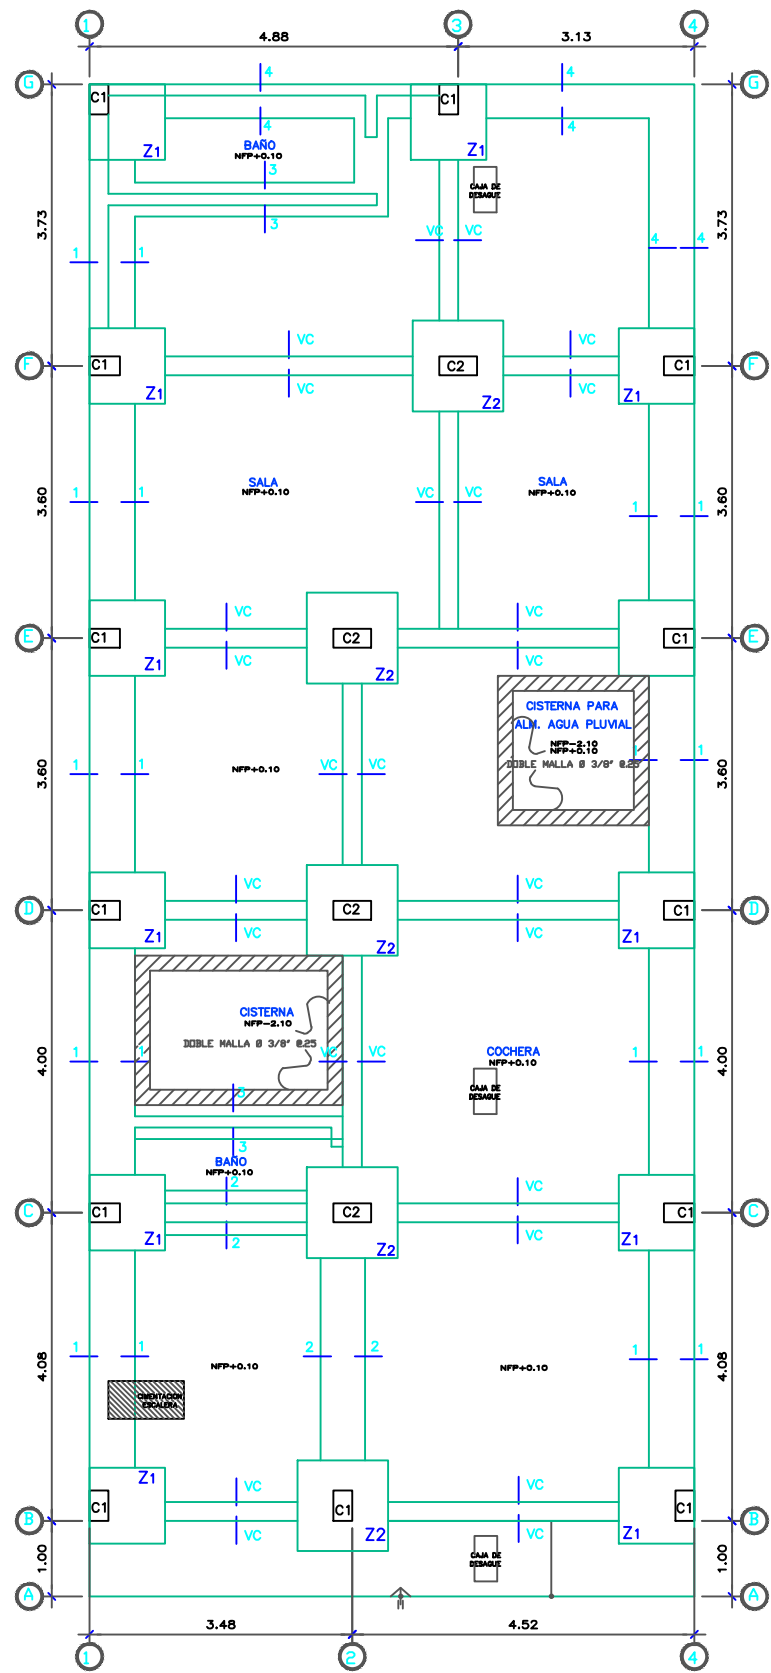 1 3 4
4.88 3.13
G 4 4 G
C1 C1
4 4
BAÑO
NFP+0.10
Z1 Z1
3
CAJA DE
DESAGUE
3.73 3 3.73
VC VC
4 4
1 1
VC VC
F C1 C2 C1 F
VC VC
Z1 Z2 Z1
SALA SALA
NFP+0.10 NFP+0.10
1 1 VC VC
3.60 1 1 3.60
VC VC
E C1 C2 C1 E
VC VC
Z1 Z2
CISTERNA PARA
ALM. AGUA PLUVIAL
NFP-2.10
NFP+0.10
1 1
DOBLE MALLA Ø 3/8" @.25
NFP+0.10
3.60 1 1 VC VC 3.60
VC VC
D C1 C2 C1 D
VC VC
Z1 Z2 Z1
CISTERNA
NFP-2.10
DOBLE MALLA Ø 3/8" @.25
COCHERA
NFP+0.10
4.00 1 1 VC VC 1 1 4.00
CAJA DE
DESAGUE
3
3
BAÑO
NFP+0.10
2 VC
C C1 C2 C1 C
VC
Z1 2 Z2 Z1
1 1 2 2 1 1
4.08 NFP+0.10 NFP+0.10 4.08
CIMENTACION
ESCALERA
Z1
VC VC
C1 C1 C1
B B
VC VC
Z2 Z1
1.00 1.00
CAJA DE
DESAGUE
A M A
3.48 4.52
1 2 4